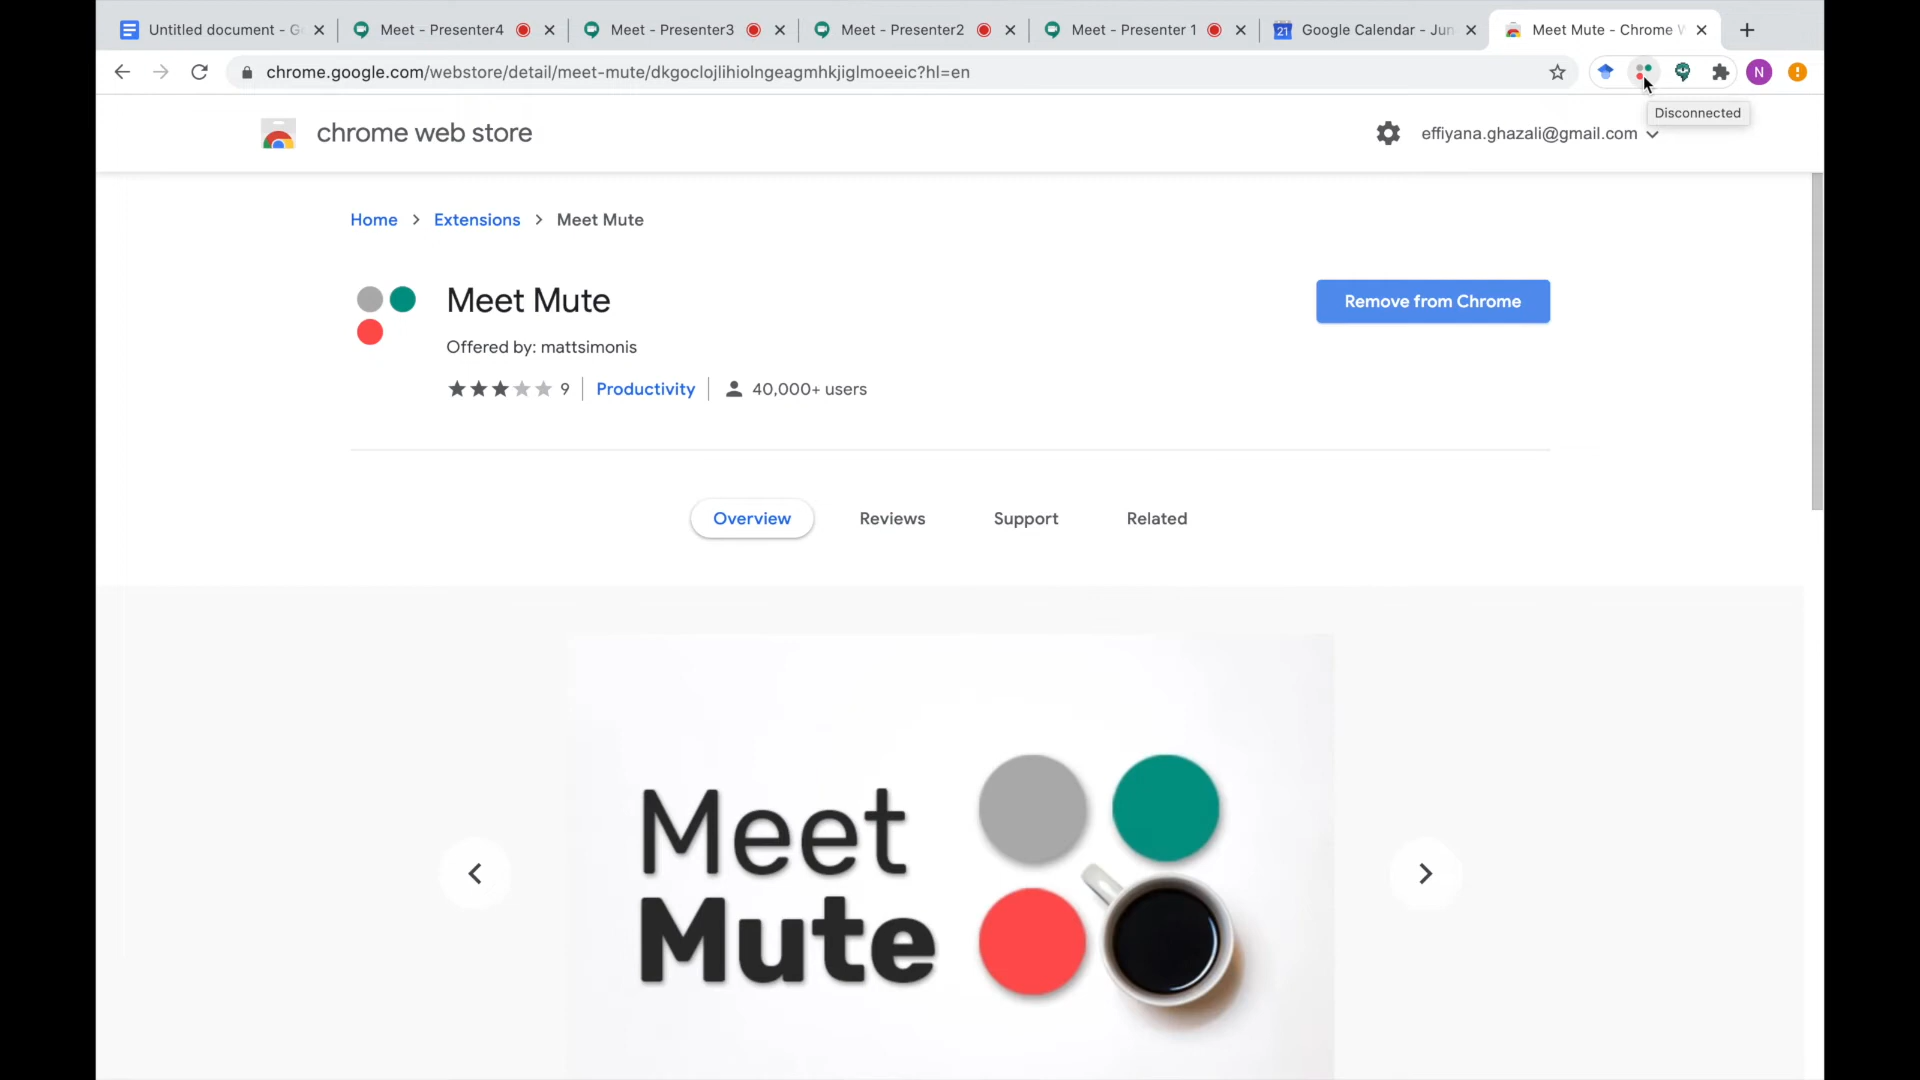 Untitled document - G
Meet - Presenter4
Meet - Presenter3
Meet - Presenter2
Meet - Presenter 1
21
Google Calendar - Jun
Meet Mute - Chrome W
chrome.google.com/webstore/detail/meet-mute/dkgoclojlihiolngeagmhkjiglmoeeic?hl=en
N
Disconnected
chrome web store
effiyana.ghazali@gmail.com
Home > Extensions > Meet Mute
Meet Mute
Remove from Chrome
Offered by: mattsimonis
9
Productivity
40,000+ users
Overview
Reviews
Support
Related
Meet
Mute